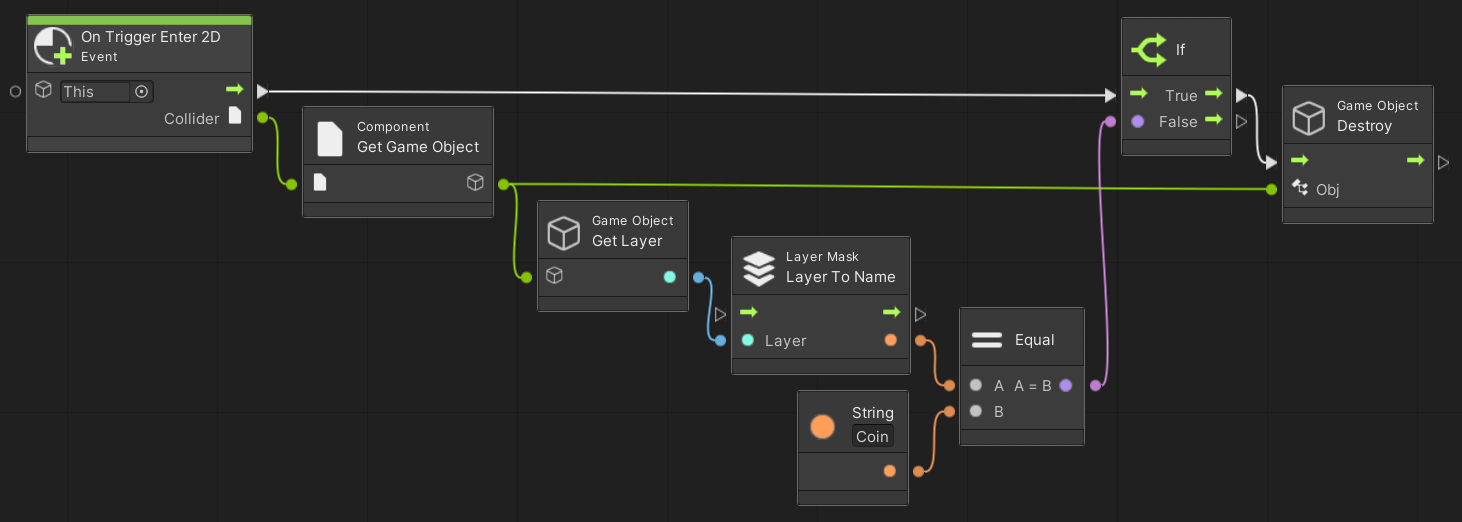 On Trigger Enter 2D
Event
This
Collider
Component
Get Game Object
Game Object
Get Layer
Layer Mask
Layer To Name
Layer
String
Coin
Equal
A A = B
B
If
True
False
Game Object
Destroy
Obj